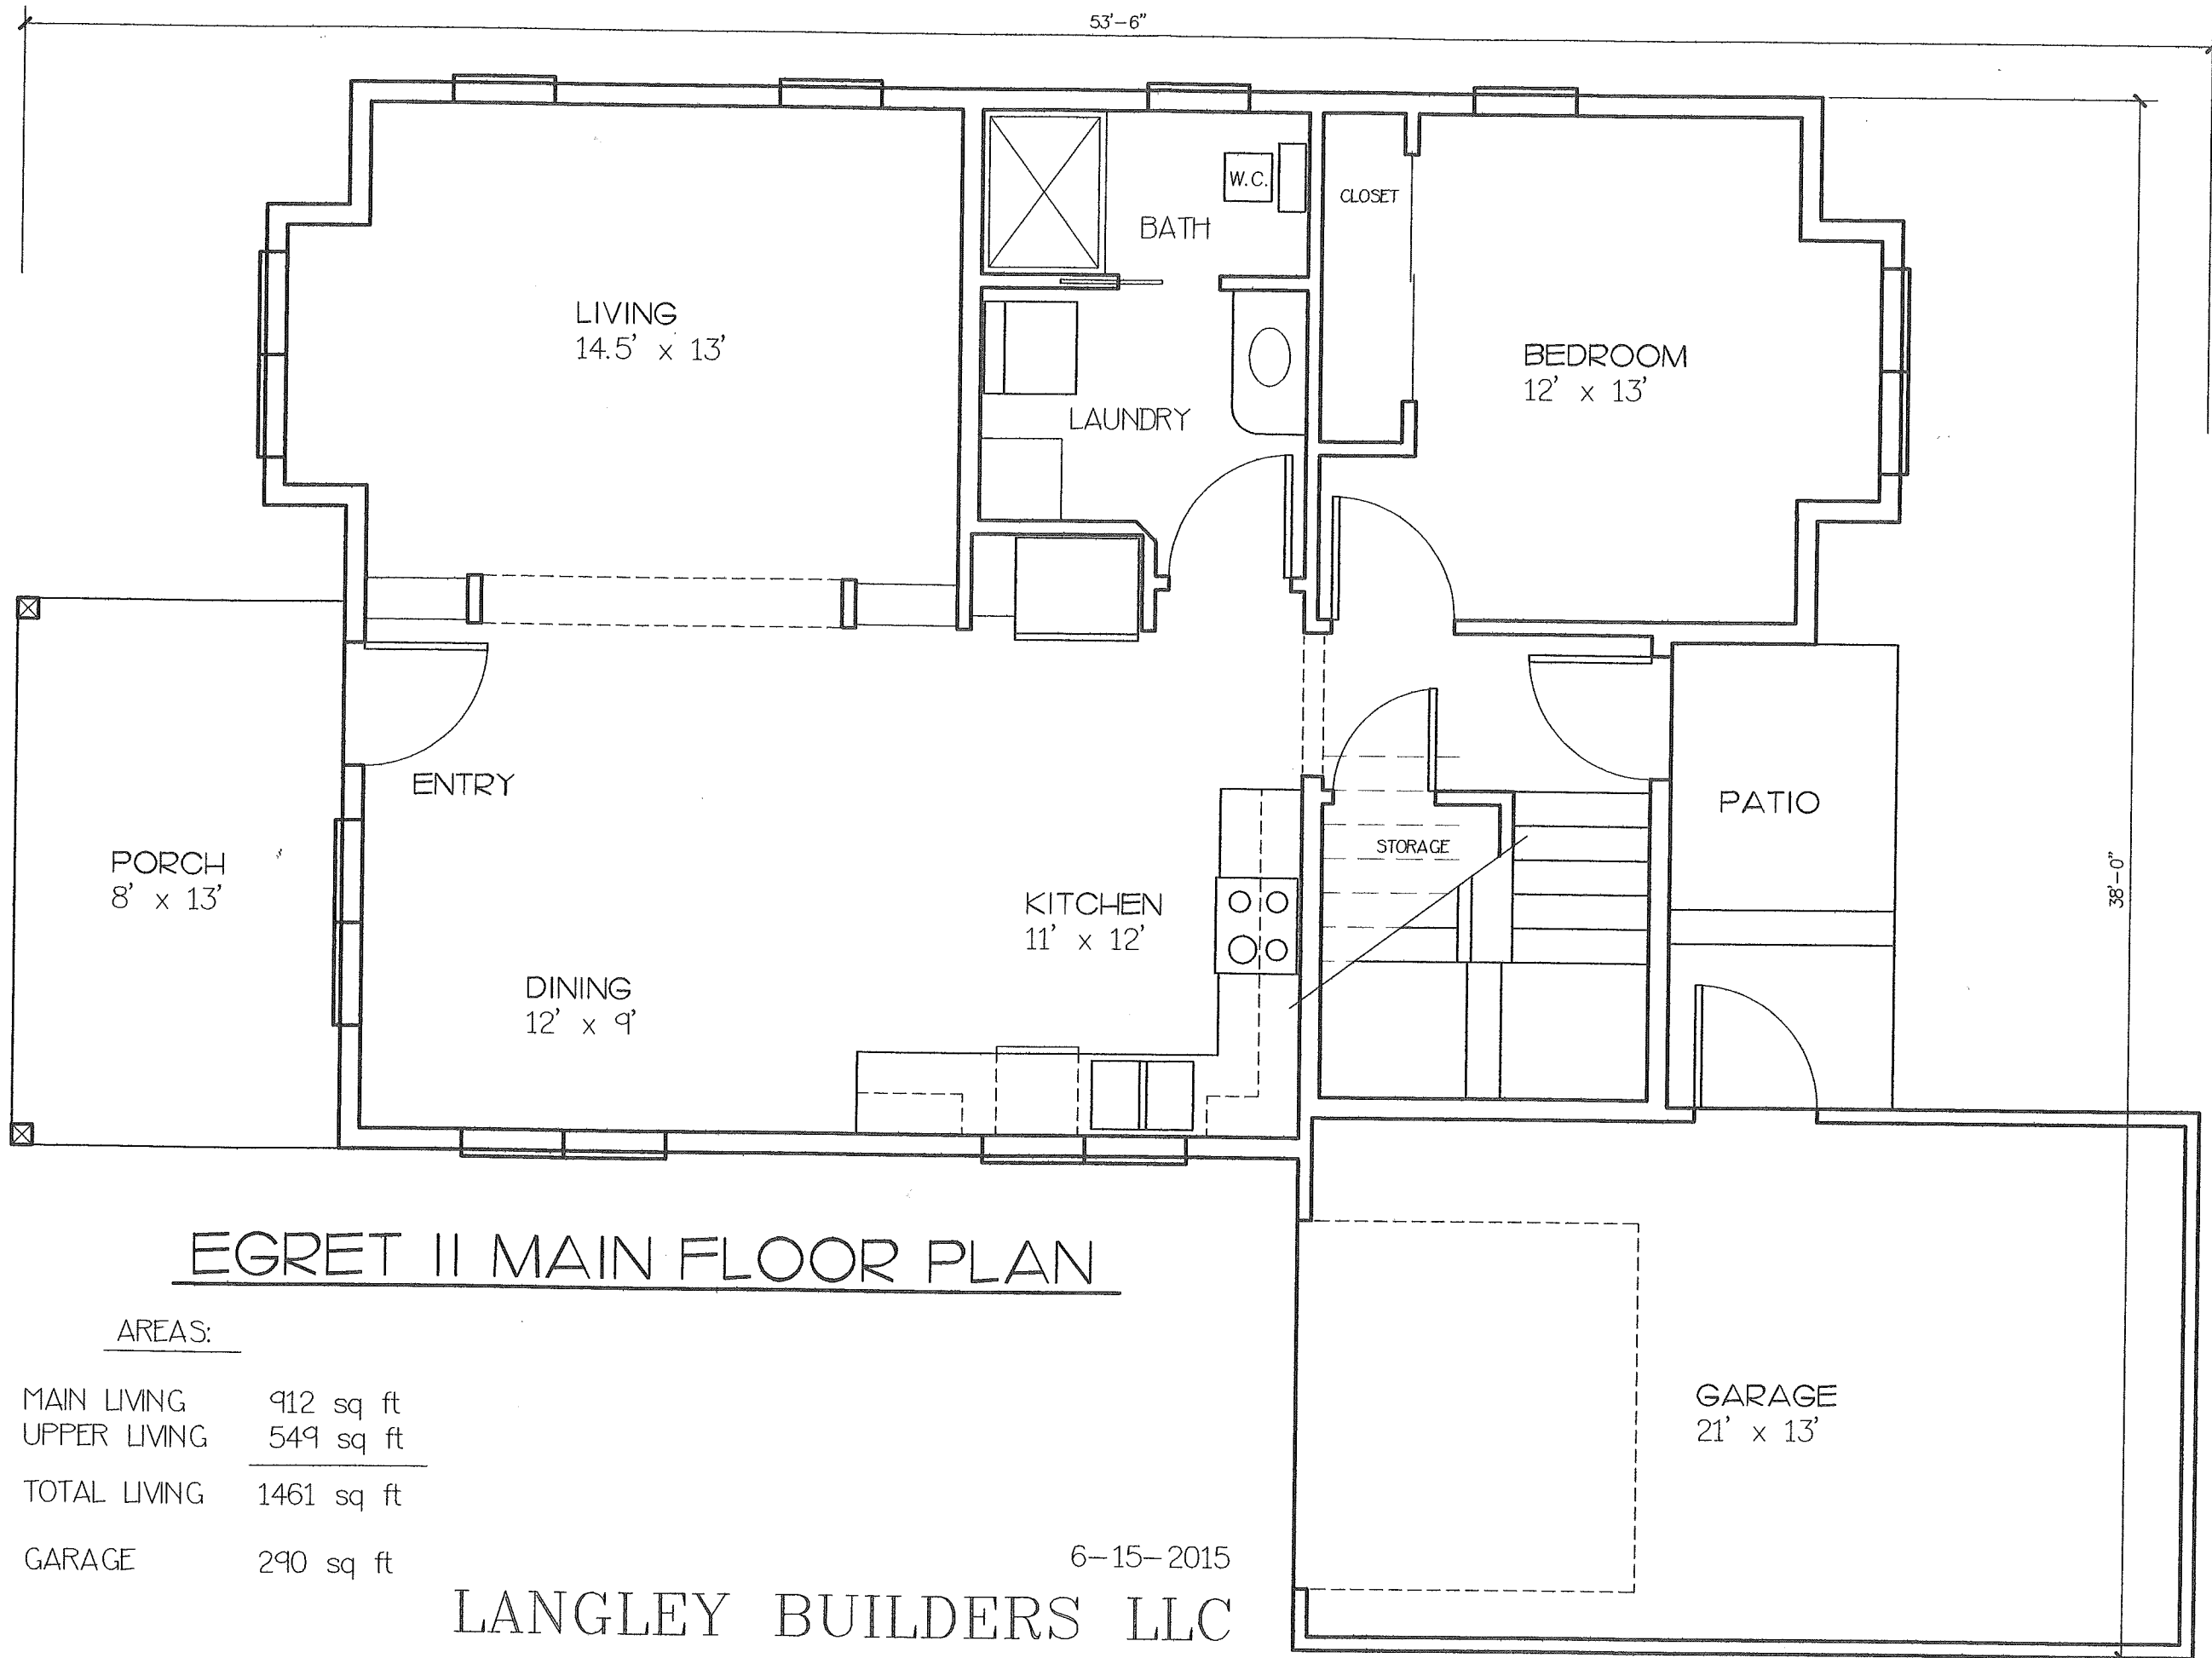 53'-6"
LIVING
14.5' x 13'
BATH
W.C.
CLOSET
BEDROOM
12' x 13'
LAUNDRY
ENTRY
PORCH
8' x 13'
DINING
12' x 9'
KITCHEN
11' x 12'
STORAGE
PATIO
38'-0"
EGRET II MAIN FLOOR PLAN
AREAS:
MAIN LIVING 912 sq ft
UPPER LIVING 549 sq ft
TOTAL LIVING 1461 sq ft
GARAGE 290 sq ft
GARAGE
21' x 13'
6-15-2015
LANGLEY BUILDERS LLC